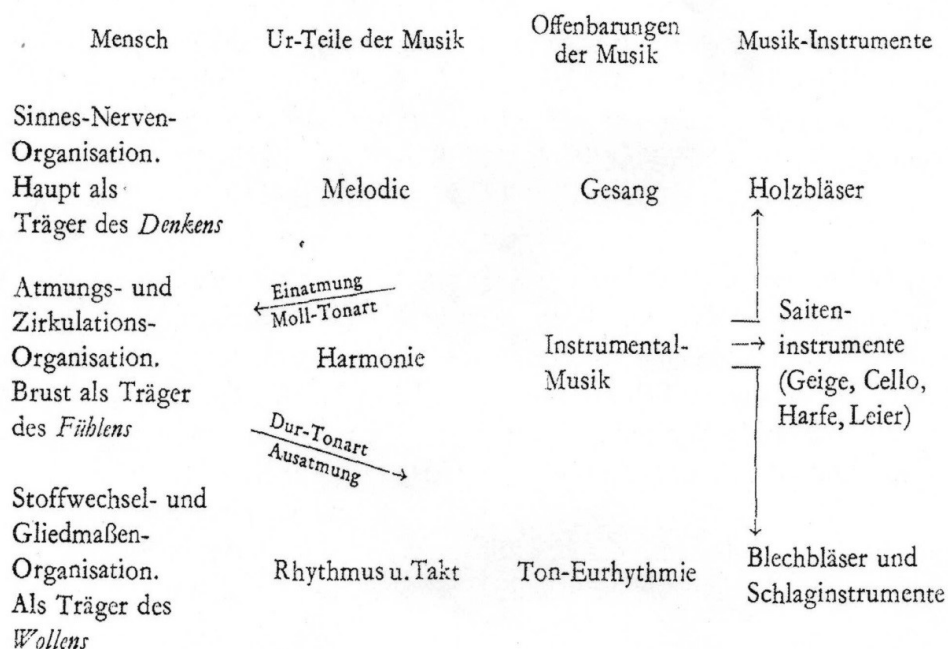 Mensch
Ur-Teile der Musik
Offenbarungen
der Musik
Musik-Instrumente
Sinnes-Nerven-
Organisation.
Haupt als
Träger des Denkens
Melodie
Gesang
Holzbläser
Atmungs- und
Zirkulations-
Organisation.
Brust als Träger
des Fühlens
Einatmung
Moll-Tonart
Harmonie
Dur-Tonart
Ausatmung
Instrumental-
Musik
Saiten-
instrumente
(Geige, Cello,
Harfe, Leier)
Stoffwechsel- und
Gliedmaßen-
Organisation.
Als Träger des
Wollens
Rhythmus u. Takt
Ton-Eurhythmie
Blechbläser und
Schlaginstrumente